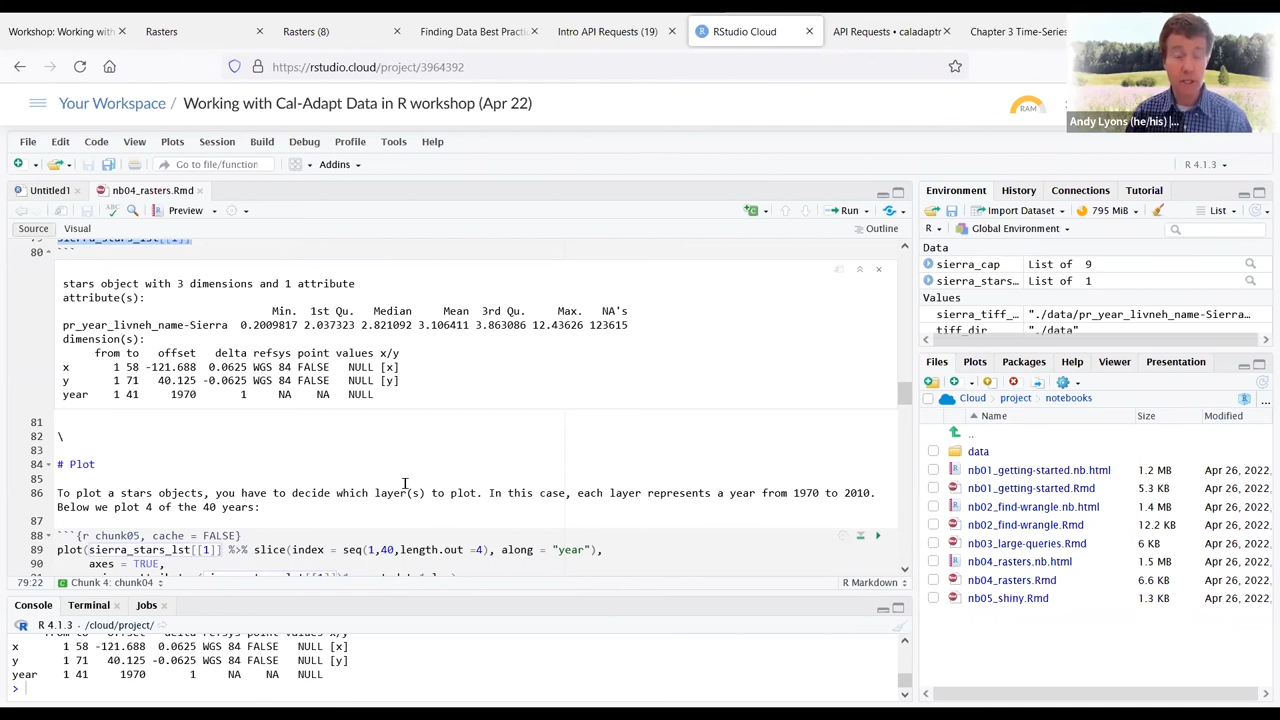 Workshop: Working with
Rasters
Rasters (8)
Finding Data Best Practi
Intro API Requests (19)
RStudio Cloud
API Requests • caladaptr
Chapter 3 Time-Series
https://rstudio.cloud/project/3964392
Your Workspace / Working with Cal-Adapt Data in R workshop (Apr 22)
RAM
Andy Lyons (he/his) |...
File Edit Code View Plots Session Build Debug Profile Tools Help
Go to file/function
Addins
R 4.1.3
Untitled1
nb04_rasters.Rmd
Preview
Run
Source Visual
Outline
79 sierra_stars_lst[[1]]
80 ```
stars object with 3 dimensions and 1 attribute
attribute(s):
Min. 1st Qu. Median Mean 3rd Qu. Max. NA's
pr_year_livneh_name-Sierra 0.2009817 2.037323 2.821092 3.106411 3.863086 12.43626 123615
dimension(s):
from to offset delta refsys point values x/y
x 1 58 -121.688 0.0625 WGS 84 FALSE NULL [x]
y 1 71 40.125 -0.0625 WGS 84 FALSE NULL [y]
year 1 41 1970 1 NA NA NULL
81
82 \
83
84 # Plot
85
86 To plot a stars objects, you have to decide which layer(s) to plot. In this case, each layer represents a year from 1970 to 2010.
Below we plot 4 of the 40 years:
87
88 ```{r chunk05, cache = FALSE}
89 plot(sierra_stars_lst[[1]] %>% slice(index = seq(1,40,length.out =4), along = "year"),
90 axes = TRUE,
79:22 Chunk 4: chunk04
R Markdown
Console Terminal Jobs
R 4.1.3 · /cloud/project/
from to offset delta refsys point values x/y
x 1 58 -121.688 0.0625 WGS 84 FALSE NULL [x]
y 1 71 40.125 -0.0625 WGS 84 FALSE NULL [y]
year 1 41 1970 1 NA NA NULL
>
Environment History Connections Tutorial
Import Dataset 795 MiB List
R Global Environment
Data
sierra_cap List of 9
sierra_stars… List of 1
Values
sierra_tiff_… "./data/pr_year_livneh_name-Sierra…
tiff_dir "./data"
Files Plots Packages Help Viewer Presentation
Cloud project notebooks
...
Name Size Modified
..
data
nb01_getting-started.nb.html 1.2 MB Apr 26, 2022,
nb01_getting-started.Rmd 5.3 KB Apr 26, 2022,
nb02_find-wrangle.nb.html 1.4 MB Apr 26, 2022,
nb02_find-wrangle.Rmd 12.2 KB Apr 26, 2022,
nb03_large-queries.Rmd 6 KB Apr 26, 2022,
nb04_rasters.nb.html 1.5 MB Apr 26, 2022,
nb04_rasters.Rmd 6.6 KB Apr 26, 2022,
nb05_shiny.Rmd 1.3 KB Apr 26, 2022,